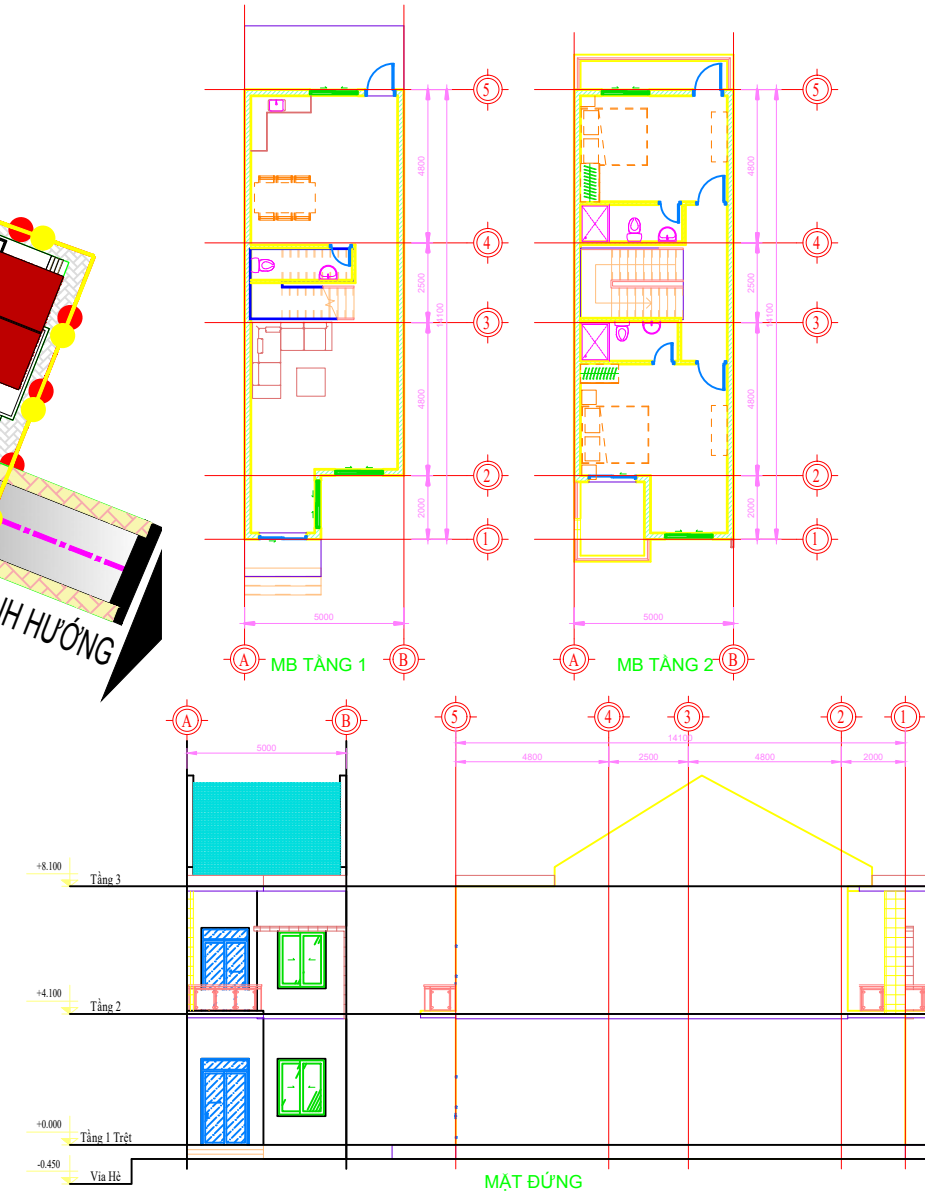 5
5
4800
4800
4
4
2500
2500
14100
14100
3
3
4800
4800
2
2
2000
2000
1
1
5000
5000
A
MB TẦNG 1
B
A
MB TẦNG 2
B
NH HƯỚNG
A
B
5
4
3
2
1
5000
14100
4800
2500
4800
2000
+8.100
Tầng 3
+4.100
Tầng 2
+0.000
Tầng 1 Trệt
-0.450
Vỉa Hè
MẶT ĐỨNG